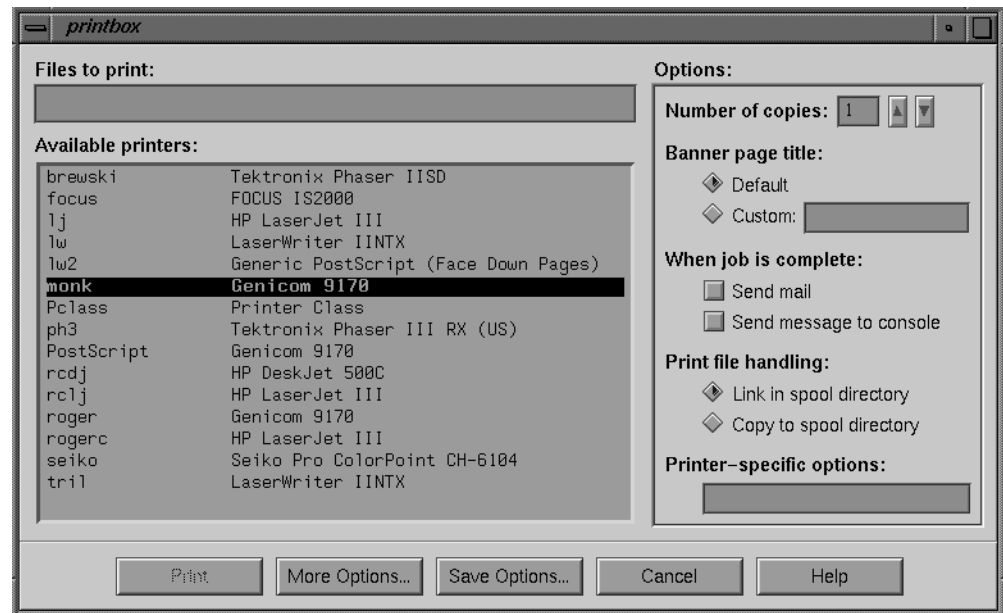 printbox
Files to print:
Available printers:
brewski Tektronix Phaser IISD
focus FOCUS IS2000
lj HP LaserJet III
lw LaserWriter IINTX
lw2 Generic PostScript (Face Down Pages)
monk Genicom 9170
Pclass Printer Class
ph3 Tektronix Phaser III RX (US)
PostScript Genicom 9170
rcdj HP DeskJet 500C
rclj HP LaserJet III
roger Genicom 9170
rogerc HP LaserJet III
seiko Seiko Pro ColorPoint CH-6104
tril LaserWriter IINTX
Options:
Number of copies: 1
Banner page title:
Default
Custom:
When job is complete:
Send mail
Send message to console
Print file handling:
Link in spool directory
Copy to spool directory
Printer-specific options:
Print More Options... Save Options... Cancel Help